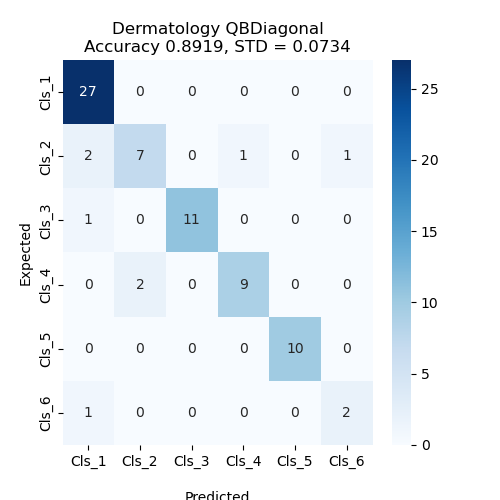 Dermatology QBDiagonal
Accuracy 0.8919, STD = 0.0734
Expected
Cls_1 27 0 0 0 0 0
Cls_2 2 7 0 1 0 1
Cls_3 1 0 11 0 0 0
Cls_4 0 2 0 9 0 0
Cls_5 0 0 0 0 10 0
Cls_6 1 0 0 0 0 2
Cls_1 Cls_2 Cls_3 Cls_4 Cls_5 Cls_6
Predicted
25
20
15
10
5
0